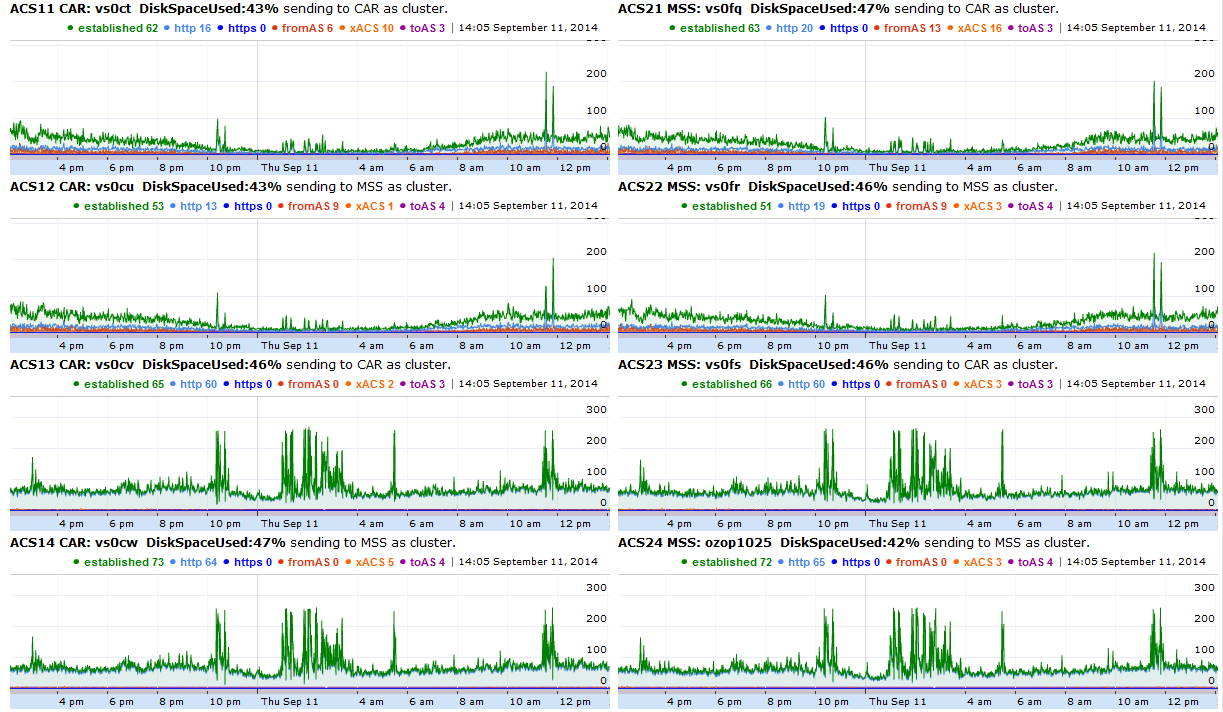 ACS11 CAR: vs0ct DiskSpaceUsed:43% sending to CAR as cluster.
established 62 http 16 https 0 fromAS 6 xACS 10 toAS 3 | 14:05 September 11, 2014
200
100
0
4 pm 6 pm 8 pm 10 pm Thu Sep 11 4 am 6 am 8 am 10 am 12 pm
ACS21 MSS: vs0fq DiskSpaceUsed:47% sending to CAR as cluster.
established 63 http 20 https 0 fromAS 13 xACS 16 toAS 3 | 14:05 September 11, 2014
200
100
0
4 pm 6 pm 8 pm 10 pm Thu Sep 11 4 am 6 am 8 am 10 am 12 pm
ACS12 CAR: vs0cu DiskSpaceUsed:43% sending to MSS as cluster.
established 53 http 13 https 0 fromAS 9 xACS 1 toAS 4 | 14:05 September 11, 2014
200
100
0
4 pm 6 pm 8 pm 10 pm Thu Sep 11 4 am 6 am 8 am 10 am 12 pm
ACS22 MSS: vs0fr DiskSpaceUsed:46% sending to MSS as cluster.
established 51 http 19 https 0 fromAS 9 xACS 3 toAS 4 | 14:05 September 11, 2014
200
100
0
4 pm 6 pm 8 pm 10 pm Thu Sep 11 4 am 6 am 8 am 10 am 12 pm
ACS13 CAR: vs0cv DiskSpaceUsed:46% sending to CAR as cluster.
established 65 http 60 https 0 fromAS 0 xACS 2 toAS 3 | 14:05 September 11, 2014
300
200
100
0
4 pm 6 pm 8 pm 10 pm Thu Sep 11 4 am 6 am 8 am 10 am 12 pm
ACS23 MSS: vs0fs DiskSpaceUsed:46% sending to CAR as cluster.
established 66 http 60 https 0 fromAS 0 xACS 3 toAS 3 | 14:05 September 11, 2014
300
200
100
0
4 pm 6 pm 8 pm 10 pm Thu Sep 11 4 am 6 am 8 am 10 am 12 pm
ACS14 CAR: vs0cw DiskSpaceUsed:47% sending to MSS as cluster.
established 73 http 64 https 0 fromAS 0 xACS 5 toAS 4 | 14:05 September 11, 2014
300
200
100
0
4 pm 6 pm 8 pm 10 pm Thu Sep 11 4 am 6 am 8 am 10 am 12 pm
ACS24 MSS: ozop1025 DiskSpaceUsed:42% sending to MSS as cluster.
established 72 http 65 https 0 fromAS 0 xACS 3 toAS 4 | 14:05 September 11, 2014
300
200
100
0
4 pm 6 pm 8 pm 10 pm Thu Sep 11 4 am 6 am 8 am 10 am 12 pm